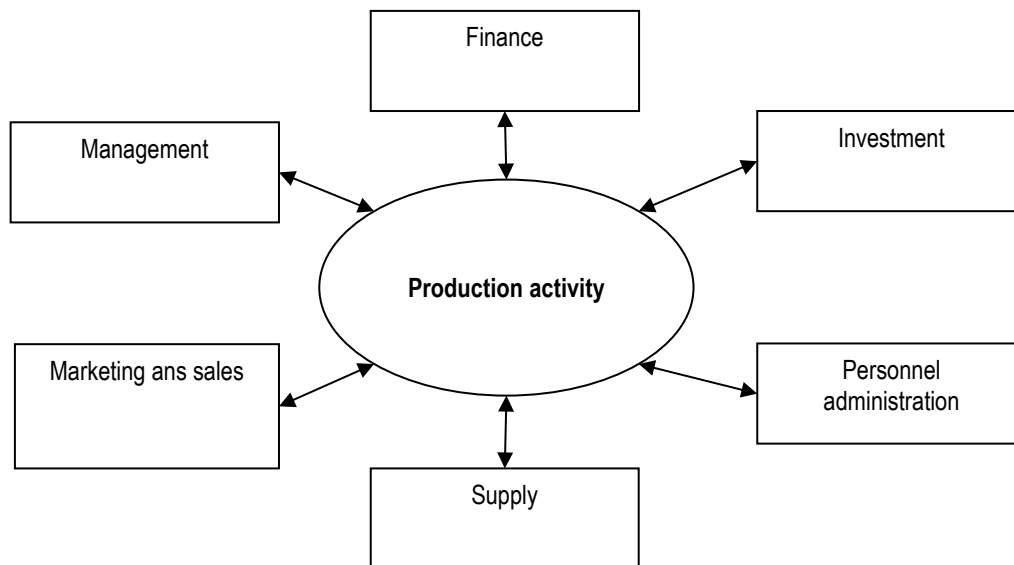 Finance
Management
Investment
Production activity
Marketing ans sales
Personnel
administration
Supply